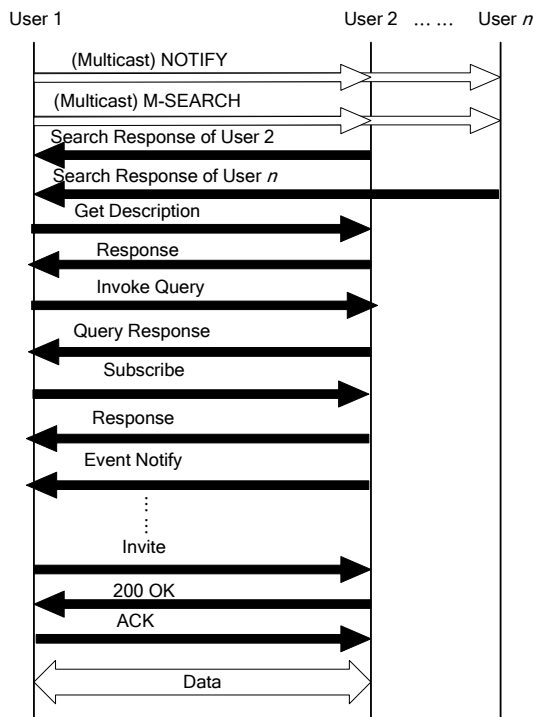 User 1 User 2 ... ... User n
(Multicast) NOTIFY
(Multicast) M-SEARCH
Search Response of User 2
Search Response of User n
Get Description
Response
Invoke Query
Query Response
Subscribe
Response
Event Notify
Invite
200 OK
ACK
Data